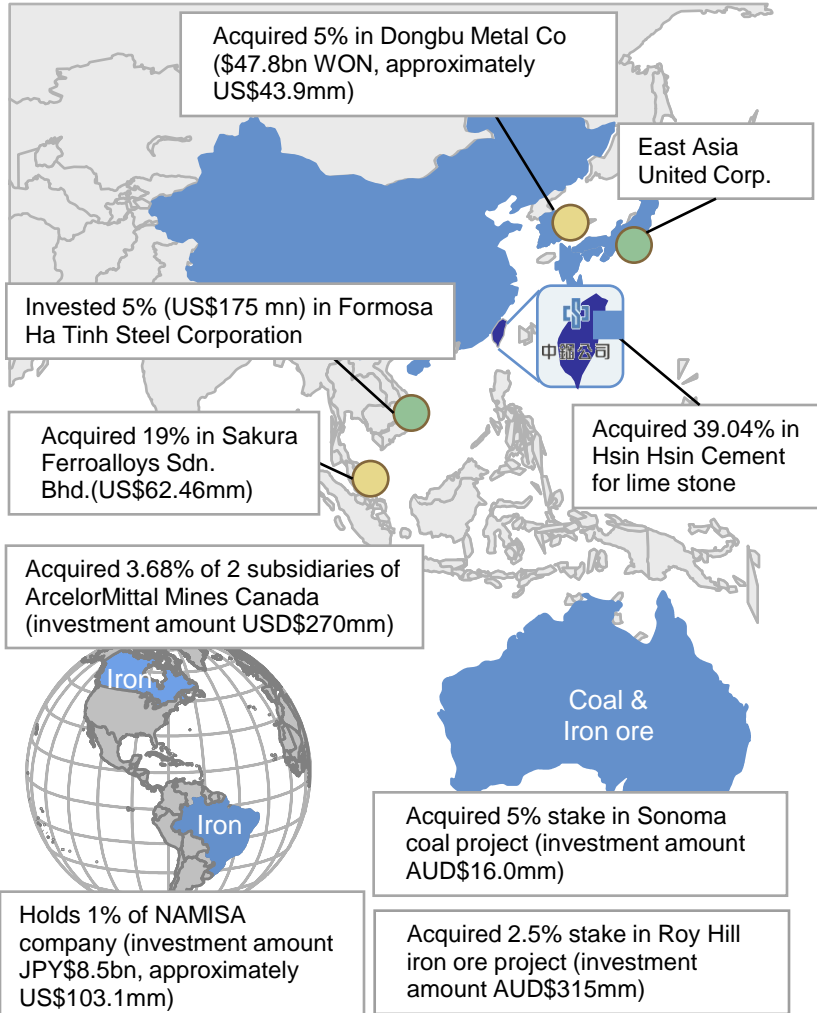 Acquired 5% in Dongbu Metal Co
($47.8bn WON, approximately
US$43.9mm)
East Asia
United Corp.
Invested 5% (US$175 mn) in Formosa
Ha Tinh Steel Corporation
中鋼公司
Acquired 19% in Sakura
Ferroalloys Sdn.
Bhd.(US$62.46mm)
Acquired 39.04% in
Hsin Hsin Cement
for lime stone
Acquired 3.68% of 2 subsidiaries of
ArcelorMittal Mines Canada
(investment amount USD$270mm)
Iron
Coal &
Iron ore
Iron
Acquired 5% stake in Sonoma
coal project (investment amount
AUD$16.0mm)
Holds 1% of NAMISA
company (investment amount
JPY$8.5bn, approximately
US$103.1mm)
Acquired 2.5% stake in Roy Hill
iron ore project (investment
amount AUD$315mm)